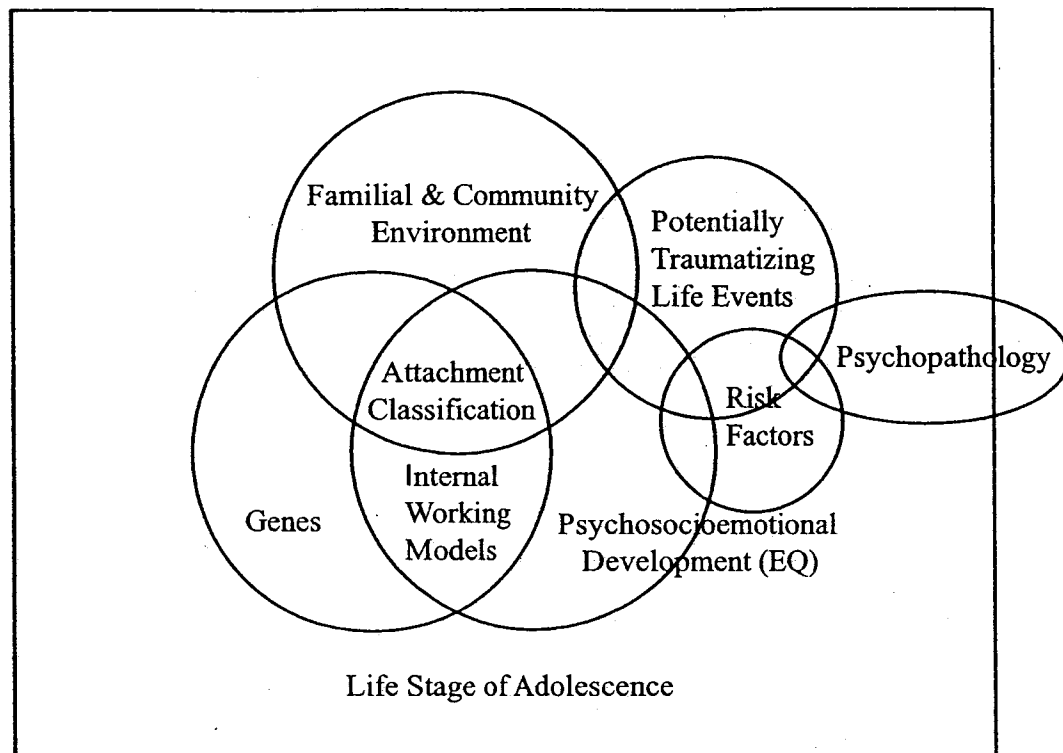 Familial & Community
Environment
Potentially
Traumatizing
Life Events
Psychopathology
Attachment
Classification
Risk
Factors
Internal
Working
Models
Genes
Psychosocioemotional
Development (EQ)
Life Stage of Adolescence